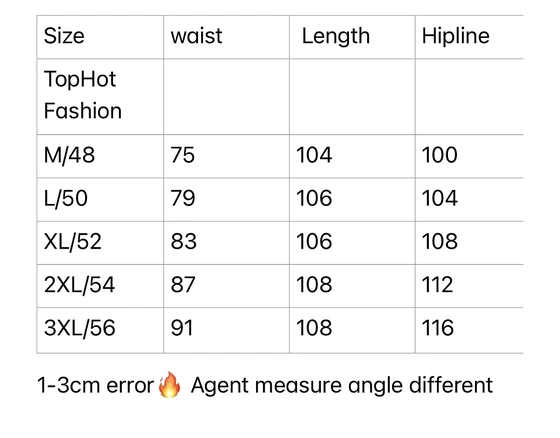 Size waist Length Hipline
TopHot
Fashion
M/48 75 104 100
L/50 79 106 104
XL/52 83 106 108
2XL/54 87 108 112
3XL/56 91 108 116
1-3cm error🔥 Agent measure angle different